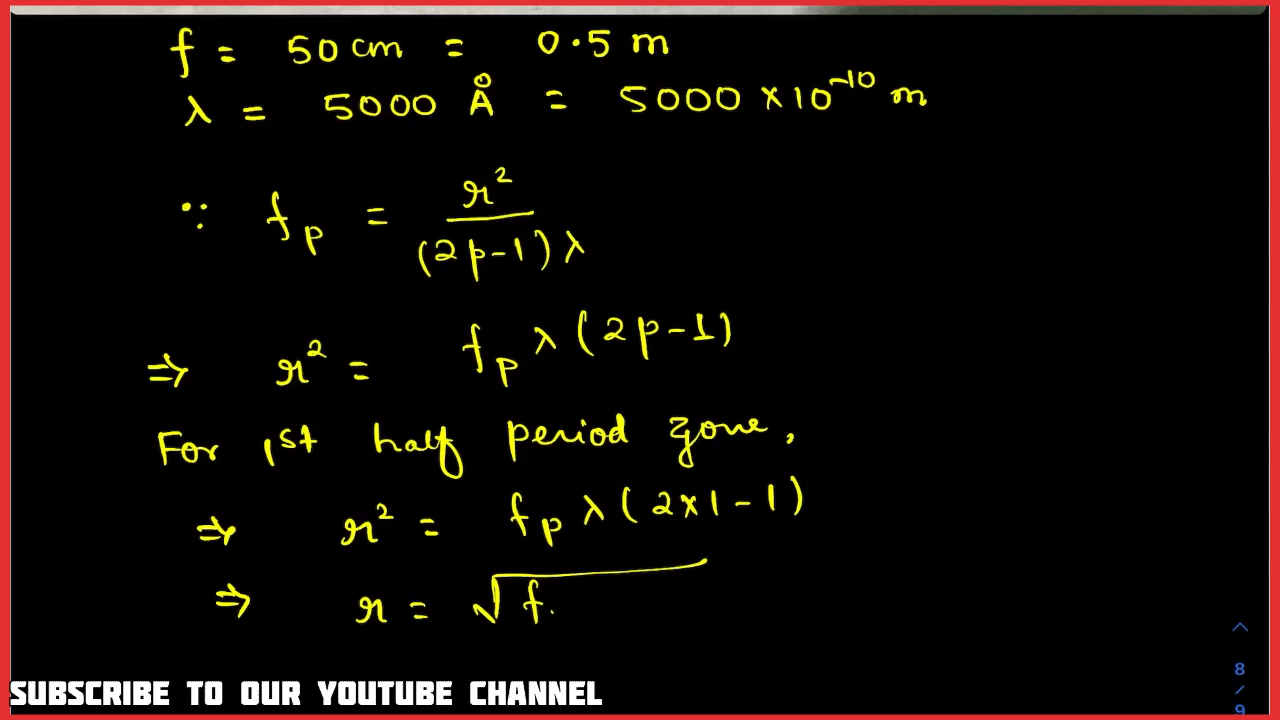 f = 50 cm = 0.5 m
λ = 5000 Å = 5000 × 10⁻¹⁰ m
∵ fₚ = r² / (2p-1) λ
⇒ r² = fₚ λ (2p-1)
For 1st half period zone,
⇒ r² = fₚ λ (2×1-1)
⇒ r = √f.
8
/
9
SUBSCRIBE TO OUR YOUTUBE CHANNEL